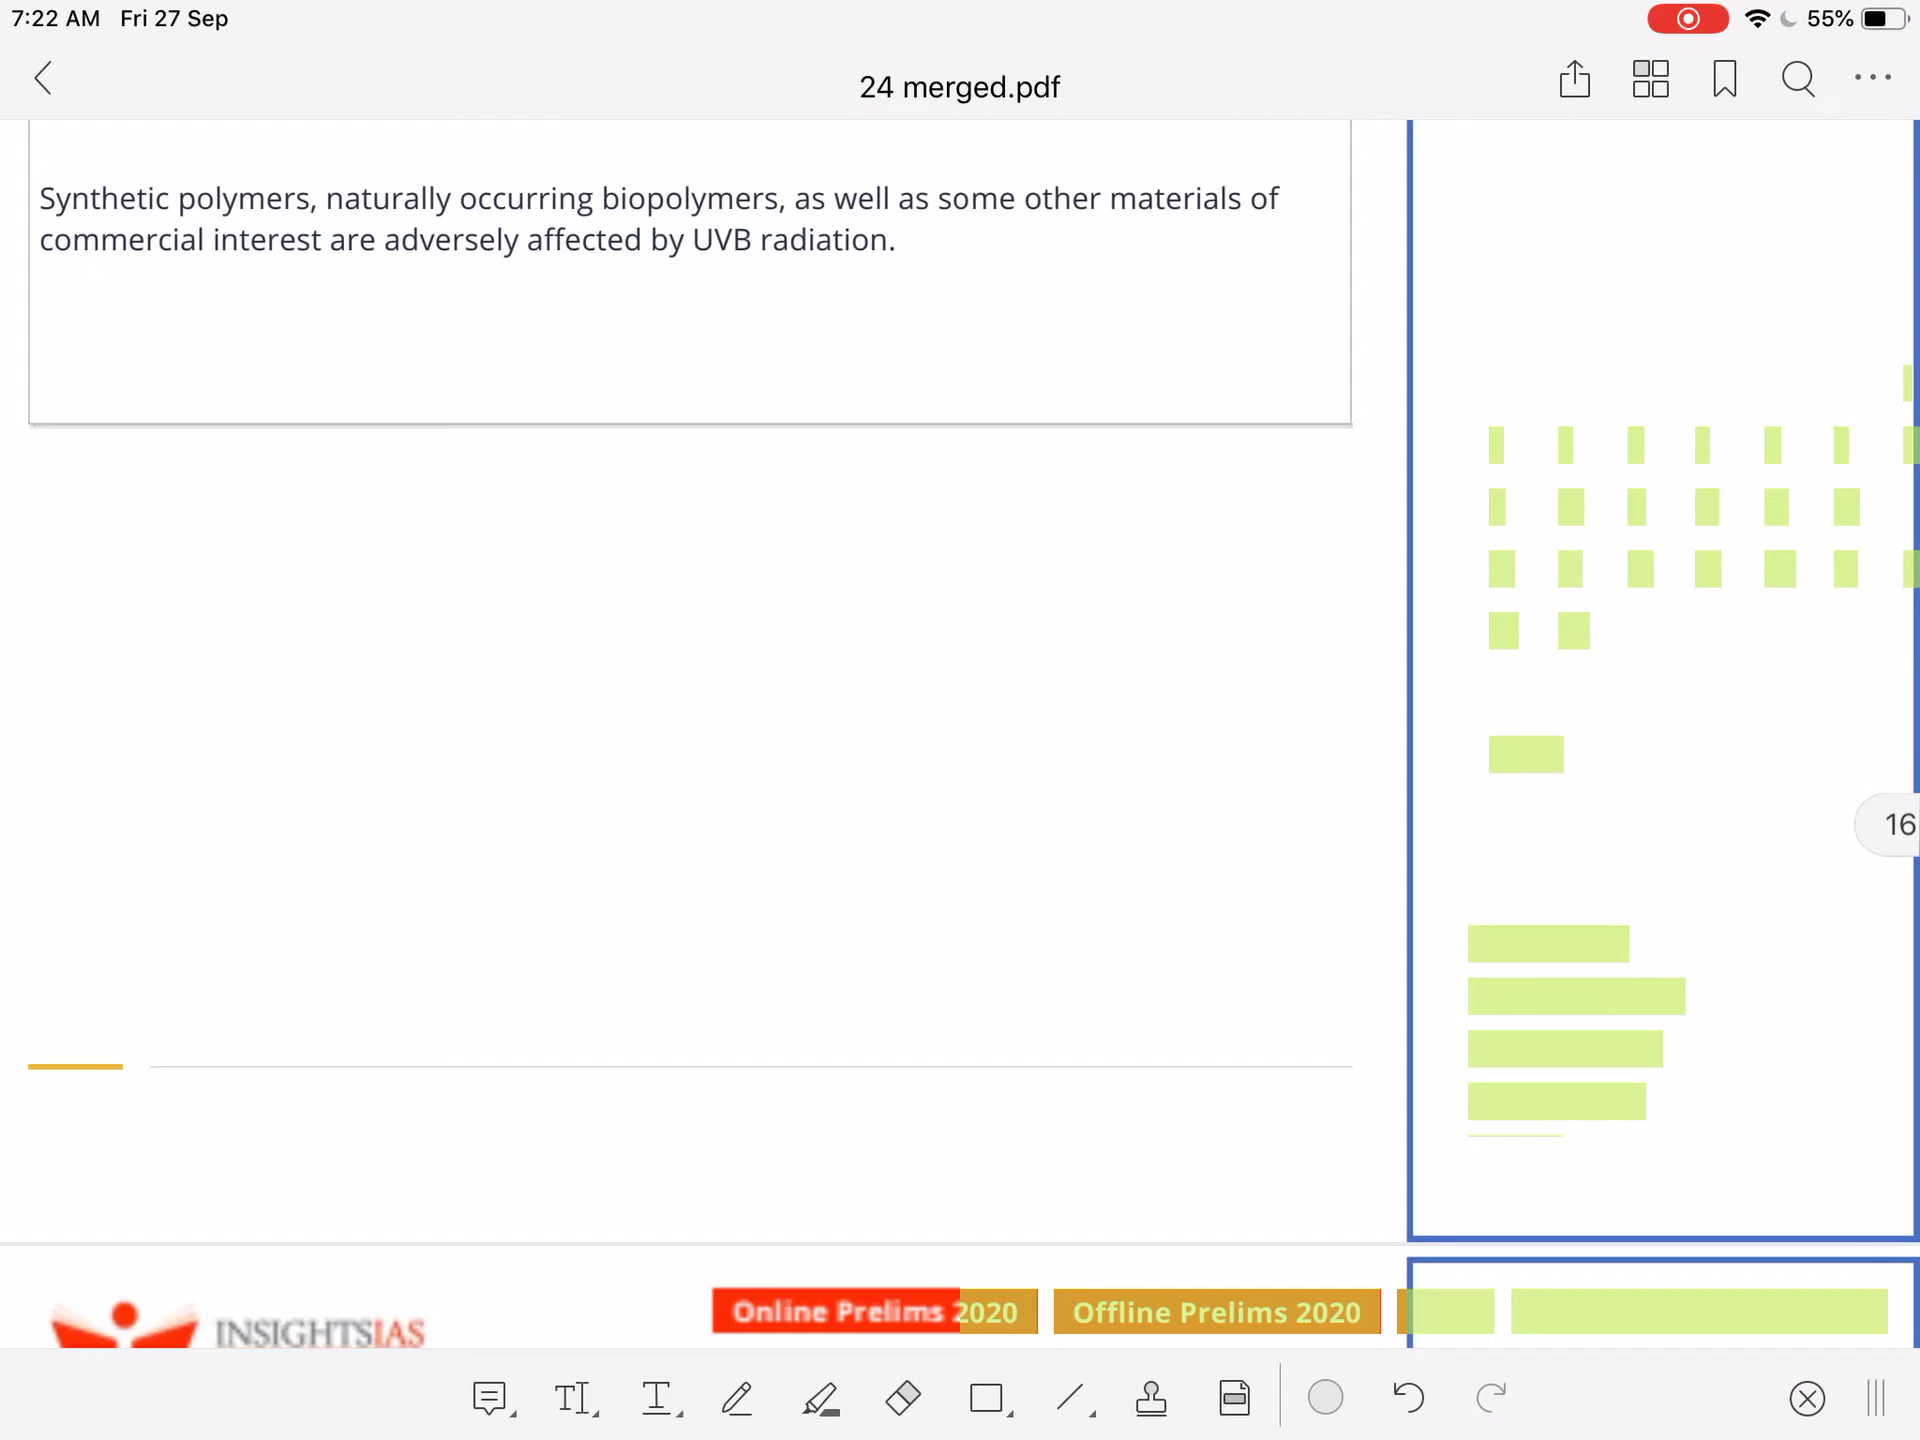 7:22 AM Fri 27 Sep
55%
24 merged.pdf
Synthetic polymers, naturally occurring biopolymers, as well as some other materials of
commercial interest are adversely affected by UVB radiation.
16
INSIGHTSIAS
Online Prelims 2020
Offline Prelims 2020